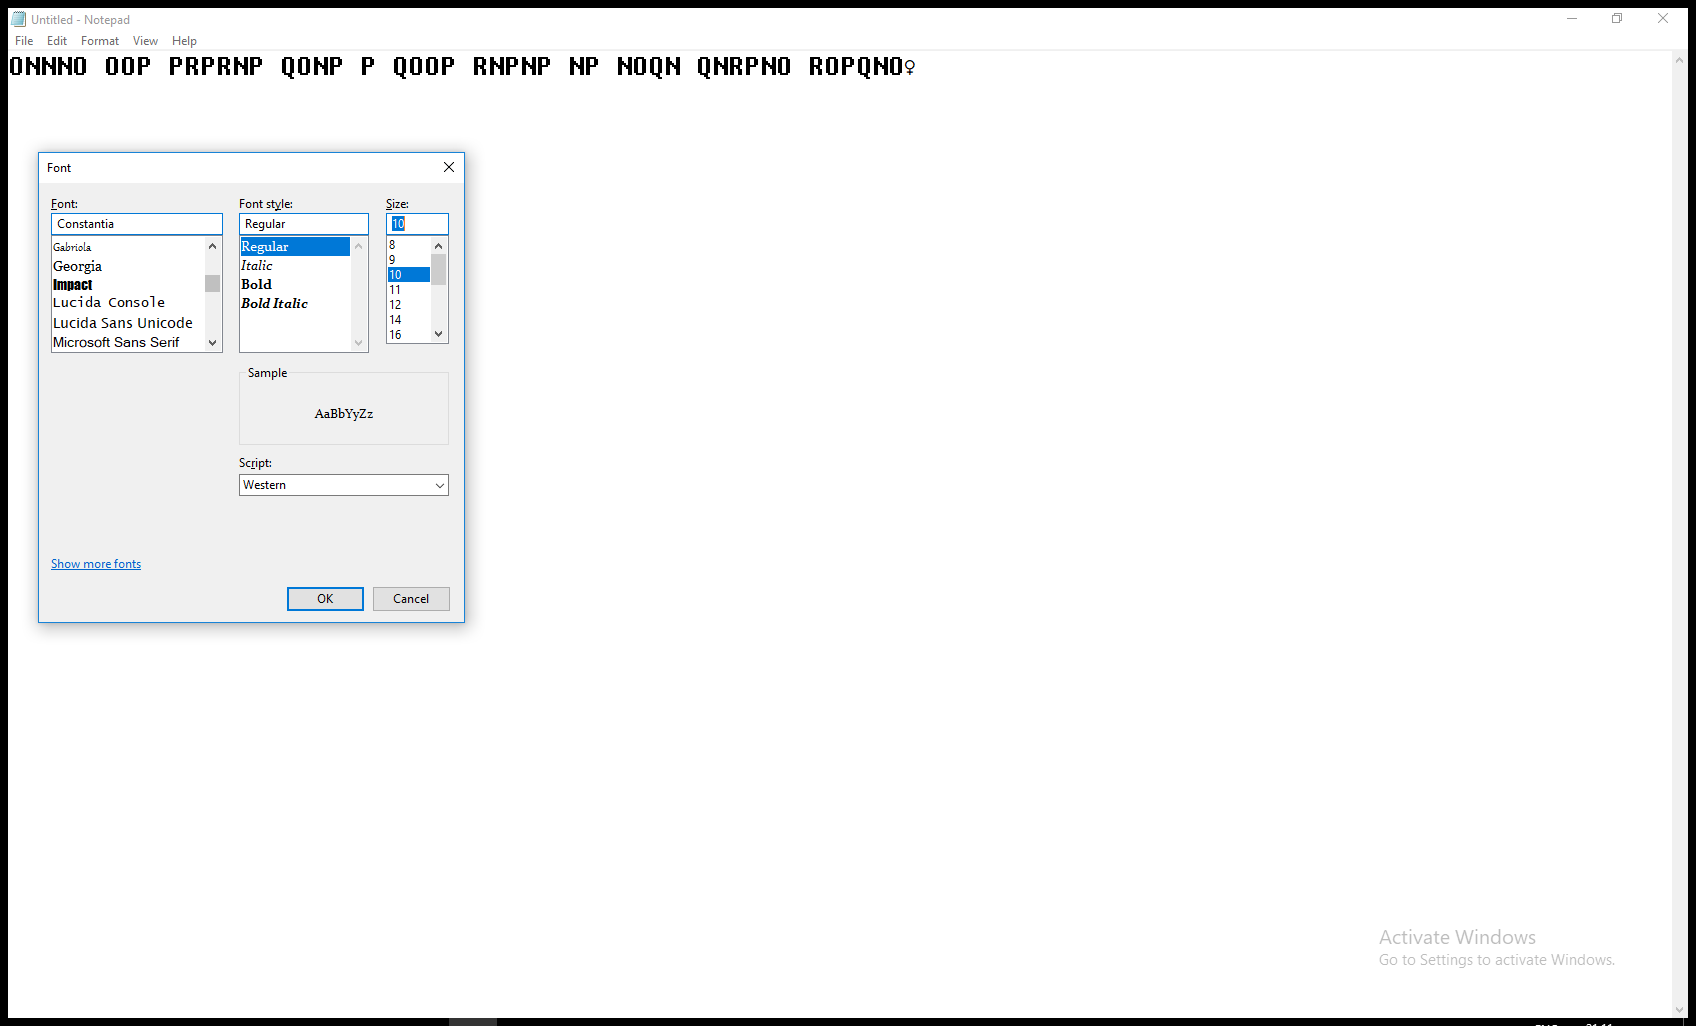 Untitled - Notepad
File Edit Format View Help
ONNNO OOP PRPRNP QONP P QOOP RNPNP NP NOQN QNRPNO ROPQNO♀
Font
Font: Font style: Size:
Constantia Regular 10
Gabriola
Georgia
Impact
Lucida Console
Lucida Sans Unicode
Microsoft Sans Serif
Regular
Italic
Bold
Bold Italic
8
9
10
11
12
14
16
Sample
AaBbYyZz
Script:
Western
Show more fonts
OK Cancel
Activate Windows
Go to Settings to activate Windows.